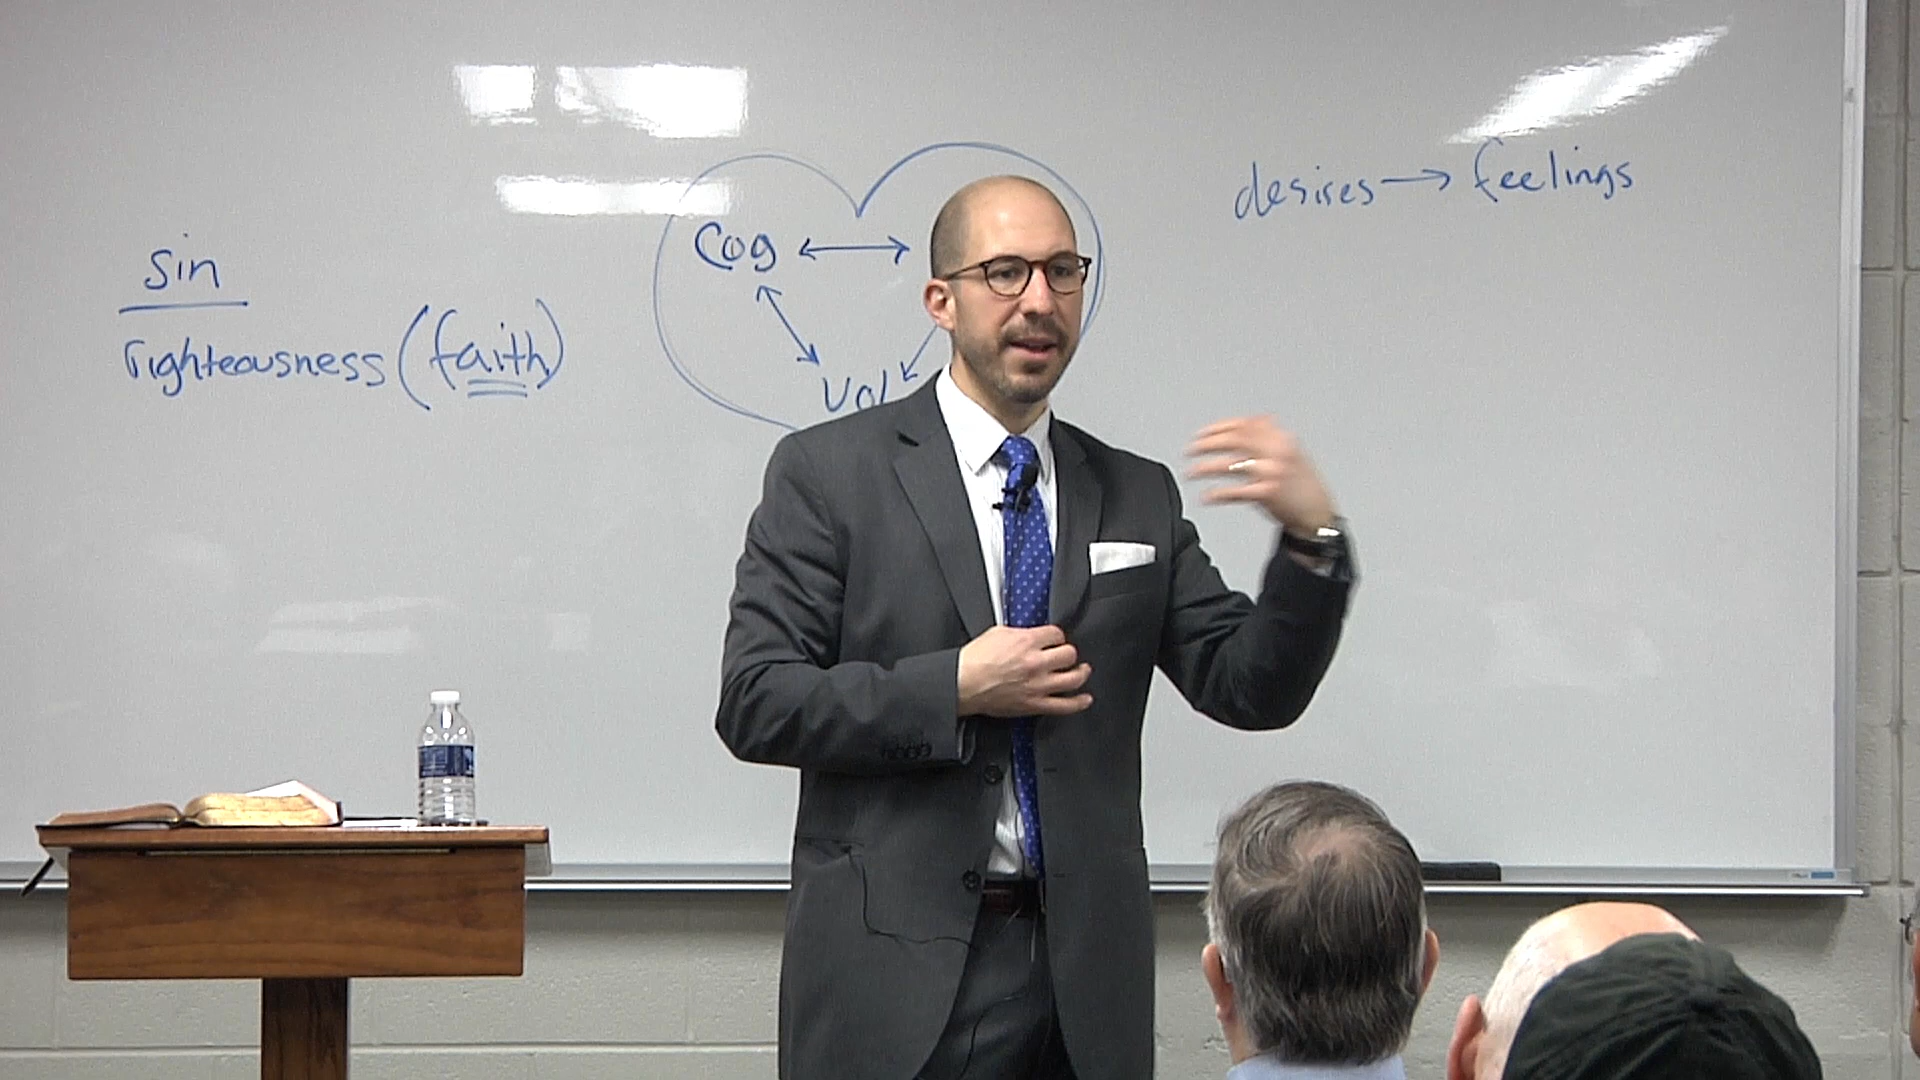 sin
righteousness (faith)
Cog
Vol
desires → feelings